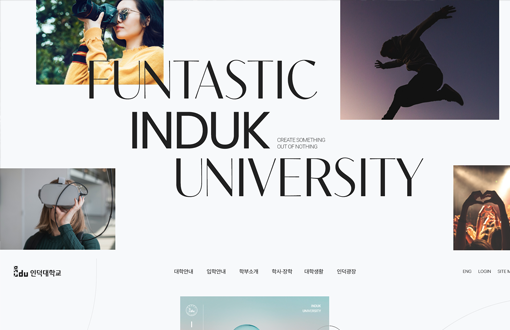 FUNTASTIC
INDUK
CREATE SOMETHING
OUT OF NOTHING
UNIVERSITY
인덕대학교
대학안내 입학안내 학부소개 학사·장학 대학생활 인덕광장
ENG LOGIN SITE M
INDUK
UNIVERSITY